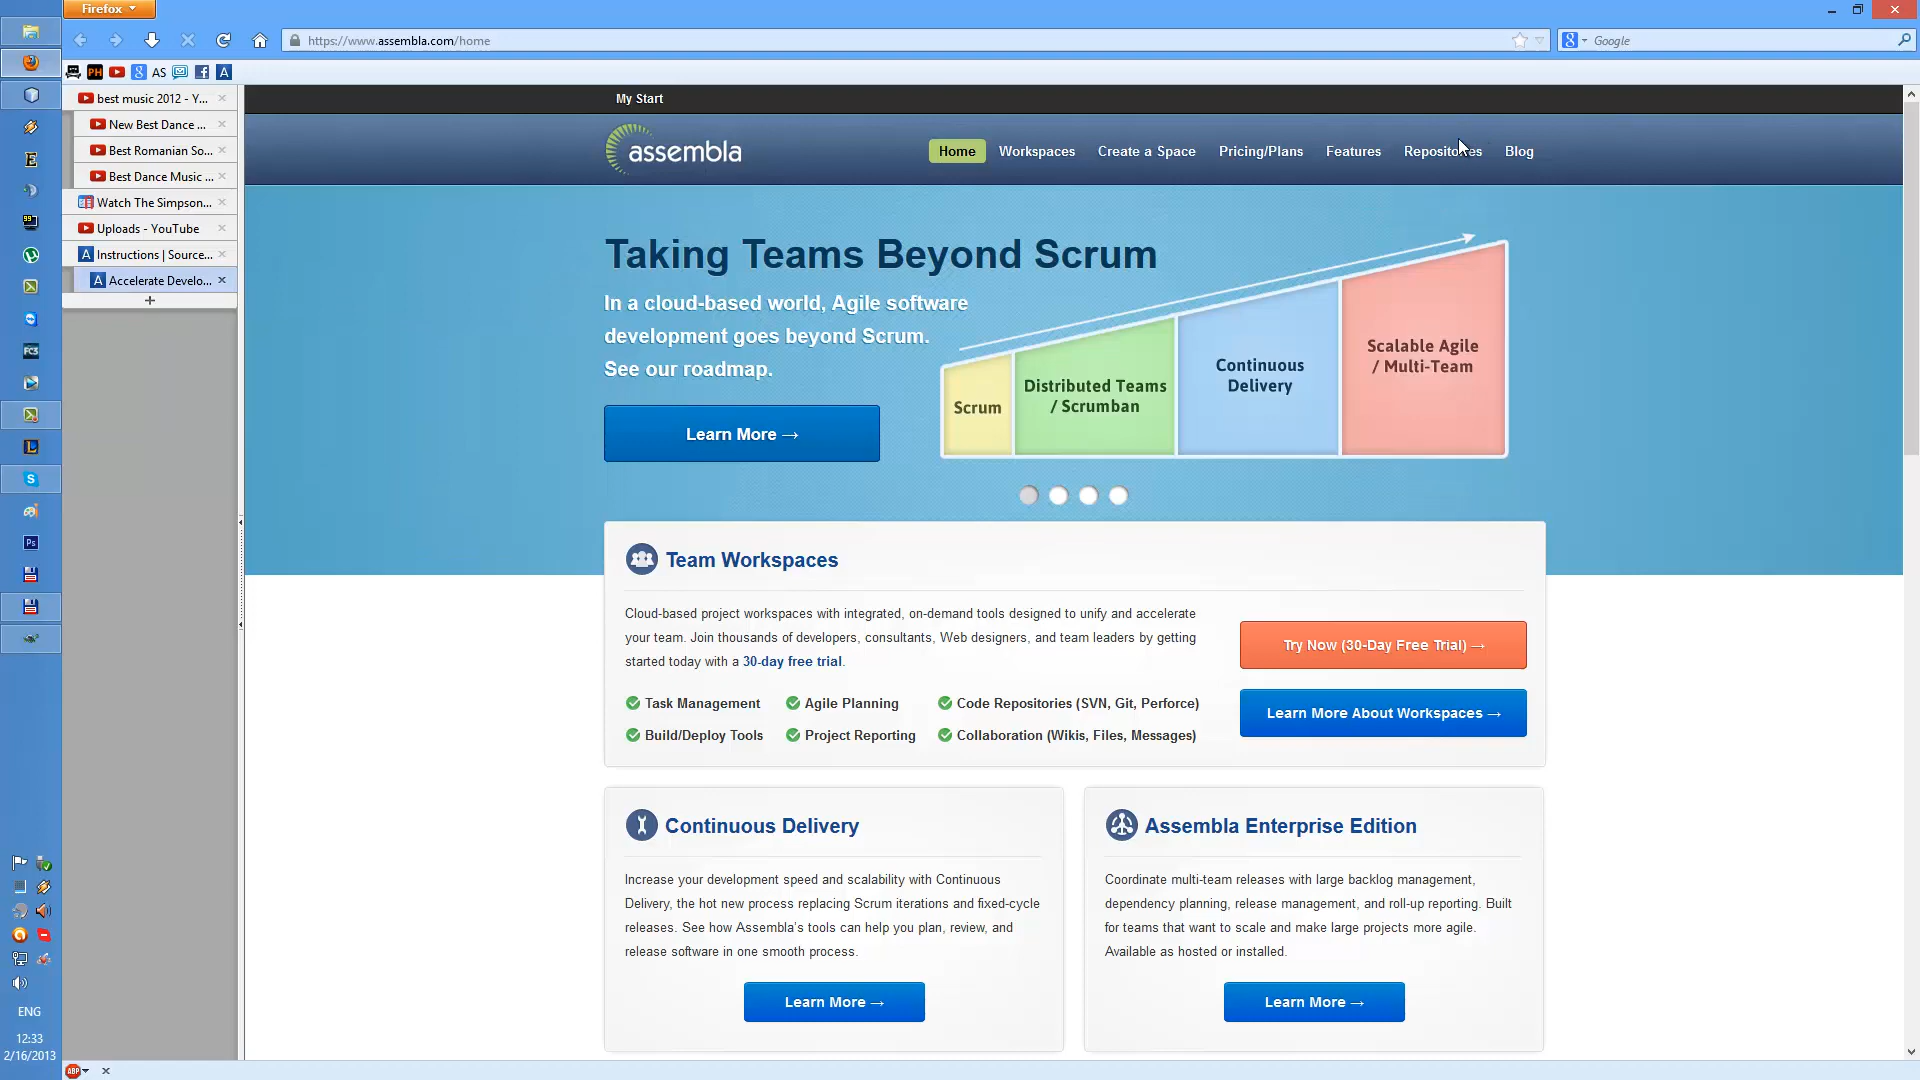 Firefox
https://www.assembla.com/home
Google
AS
best music 2012 - Y...
New Best Dance ...
Best Romanian So...
Best Dance Music ...
Watch The Simpson...
Uploads - YouTube
Instructions | Source...
Accelerate Develo...
My Start
assembla
Home
Workspaces
Create a Space
Pricing/Plans
Features
Repositories
Blog
Taking Teams Beyond Scrum
In a cloud-based world, Agile software
development goes beyond Scrum.
See our roadmap.
Learn More →
Scrum
Distributed Teams
/ Scrumban
Continuous
Delivery
Scalable Agile
/ Multi-Team
Team Workspaces
Cloud-based project workspaces with integrated, on-demand tools designed to unify and accelerate
your team. Join thousands of developers, consultants, Web designers, and team leaders by getting
started today with a 30-day free trial.
Task Management
Agile Planning
Code Repositories (SVN, Git, Perforce)
Build/Deploy Tools
Project Reporting
Collaboration (Wikis, Files, Messages)
Try Now (30-Day Free Trial) →
Learn More About Workspaces →
Continuous Delivery
Increase your development speed and scalability with Continuous
Delivery, the hot new process replacing Scrum iterations and fixed-cycle
releases. See how Assembla's tools can help you plan, review, and
release software in one smooth process.
Learn More →
Assembla Enterprise Edition
Coordinate multi-team releases with large backlog management,
dependency planning, release management, and roll-up reporting. Built
for teams that want to scale and make large projects more agile.
Available as hosted or installed.
Learn More →
FC3
Ps
ENG
12:33
2/16/2013
ABP